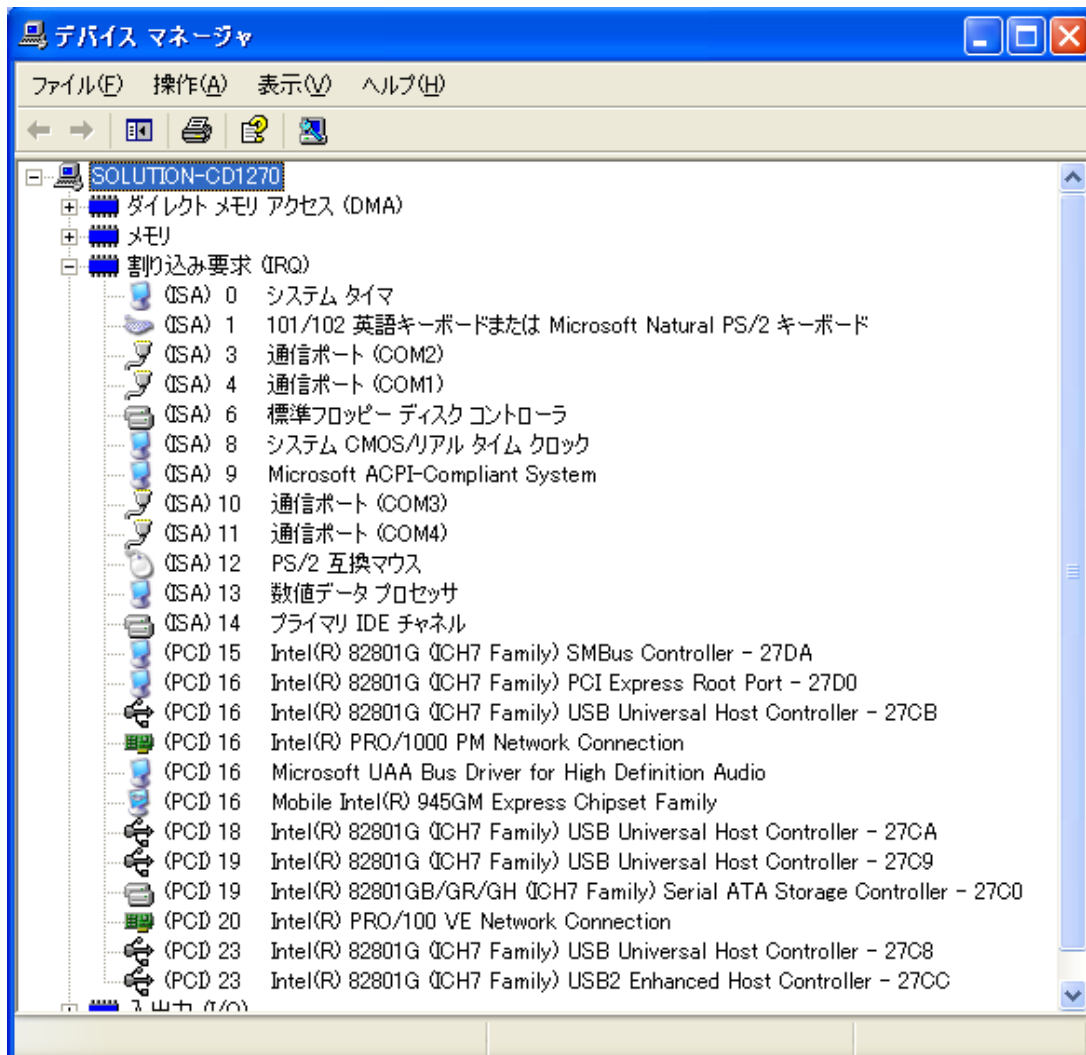 デバイス マネージャ
ファイル(F) 操作(A) 表示(V) ヘルプ(H)
SOLUTION-CD1270
ダイレクト メモリ アクセス (DMA)
メモリ
割り込み要求 (IRQ)
(ISA) 0 システム タイマ
(ISA) 1 101/102 英語キーボードまたは Microsoft Natural PS/2 キーボード
(ISA) 3 通信ポート (COM2)
(ISA) 4 通信ポート (COM1)
(ISA) 6 標準フロッピー ディスク コントローラ
(ISA) 8 システム CMOS/リアル タイム クロック
(ISA) 9 Microsoft ACPI-Compliant System
(ISA) 10 通信ポート (COM3)
(ISA) 11 通信ポート (COM4)
(ISA) 12 PS/2 互換マウス
(ISA) 13 数値データ プロセッサ
(ISA) 14 プライマリ IDE チャネル
(PCI) 15 Intel(R) 82801G (ICH7 Family) SMBus Controller - 27DA
(PCI) 16 Intel(R) 82801G (ICH7 Family) PCI Express Root Port - 27D0
(PCI) 16 Intel(R) 82801G (ICH7 Family) USB Universal Host Controller - 27CB
(PCI) 16 Intel(R) PRO/1000 PM Network Connection
(PCI) 16 Microsoft UAA Bus Driver for High Definition Audio
(PCI) 16 Mobile Intel(R) 945GM Express Chipset Family
(PCI) 18 Intel(R) 82801G (ICH7 Family) USB Universal Host Controller - 27CA
(PCI) 19 Intel(R) 82801G (ICH7 Family) USB Universal Host Controller - 27C9
(PCI) 19 Intel(R) 82801GB/GR/GH (ICH7 Family) Serial ATA Storage Controller - 27C0
(PCI) 20 Intel(R) PRO/100 VE Network Connection
(PCI) 23 Intel(R) 82801G (ICH7 Family) USB Universal Host Controller - 27C8
(PCI) 23 Intel(R) 82801G (ICH7 Family) USB2 Enhanced Host Controller - 27CC
入出力 (I/O)